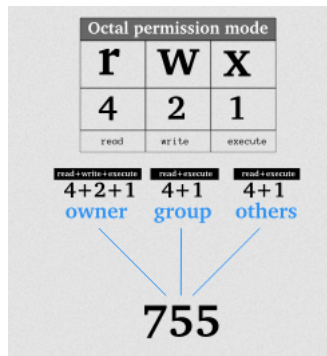 Octal permission mode
r w x
4 2 1
read write execute
read+write+execute read+execute read+execute
4+2+1 4+1 4+1
owner group others
755